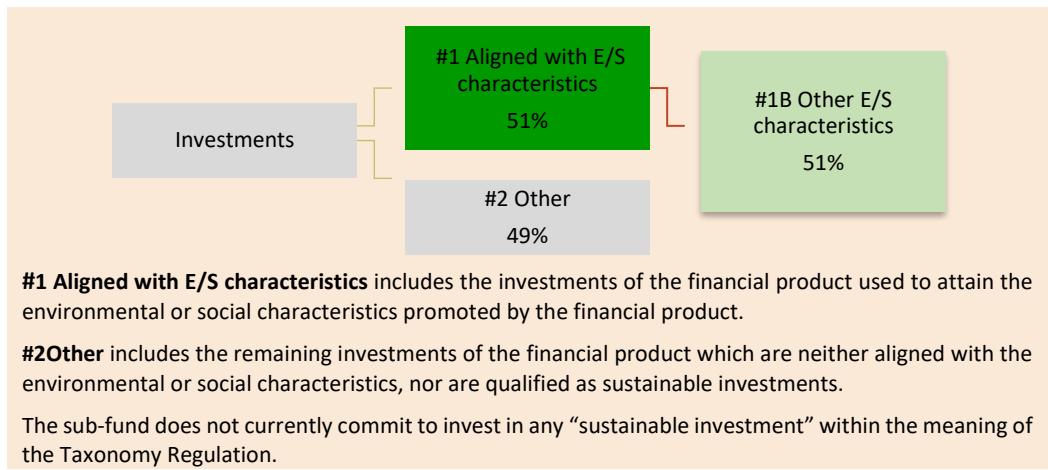 Investments
#1 Aligned with E/S
characteristics
51%
#2 Other
49%
#1B Other E/S
characteristics
51%
#1 Aligned with E/S characteristics includes the investments of the financial product used to attain the
environmental or social characteristics promoted by the financial product.
#2Other includes the remaining investments of the financial product which are neither aligned with the
environmental or social characteristics, nor are qualified as sustainable investments.
The sub-fund does not currently commit to invest in any “sustainable investment” within the meaning of
the Taxonomy Regulation.